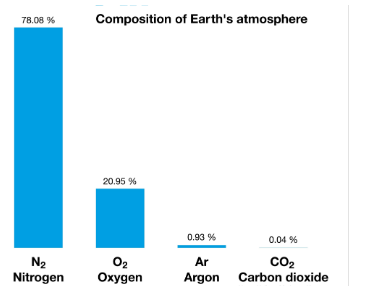 Composition of Earth's atmosphere
78.08 %
20.95 %
0.93 %
0.04 %
N₂
Nitrogen
O₂
Oxygen
Ar
Argon
CO₂
Carbon dioxide